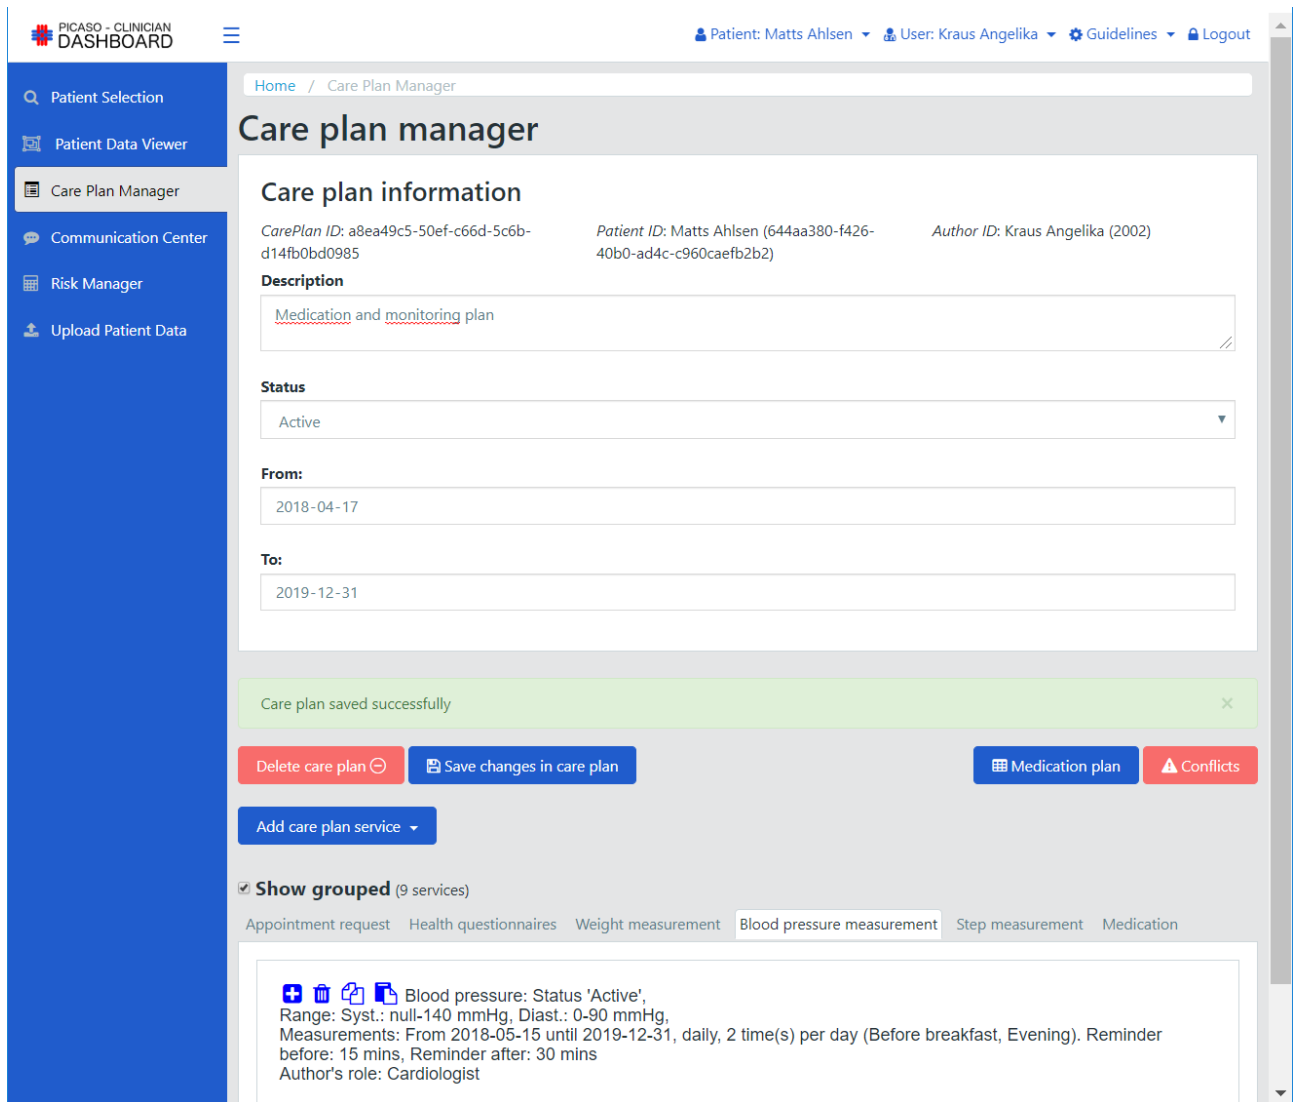 PICASO - CLINICIAN
DASHBOARD
Patient: Matts Ahlsen
User: Kraus Angelika
Guidelines
Logout
Patient Selection
Patient Data Viewer
Care Plan Manager
Communication Center
Risk Manager
Upload Patient Data
Home / Care Plan Manager
Care plan manager
Care plan information
CarePlan ID: a8ea49c5-50ef-c66d-5c6b-
d14fb0bd0985
Patient ID: Matts Ahlsen (644aa380-f426-
40b0-ad4c-c960caefb2b2)
Author ID: Kraus Angelika (2002)
Description
Medication and monitoring plan
Status
Active
From:
2018-04-17
To:
2019-12-31
Care plan saved successfully
Delete care plan
Save changes in care plan
Medication plan
Conflicts
Add care plan service
Show grouped (9 services)
Appointment request
Health questionnaires
Weight measurement
Blood pressure measurement
Step measurement
Medication
Blood pressure: Status 'Active',
Range: Syst.: null-140 mmHg, Diast.: 0-90 mmHg,
Measurements: From 2018-05-15 until 2019-12-31, daily, 2 time(s) per day (Before breakfast, Evening). Reminder
before: 15 mins, Reminder after: 30 mins
Author's role: Cardiologist